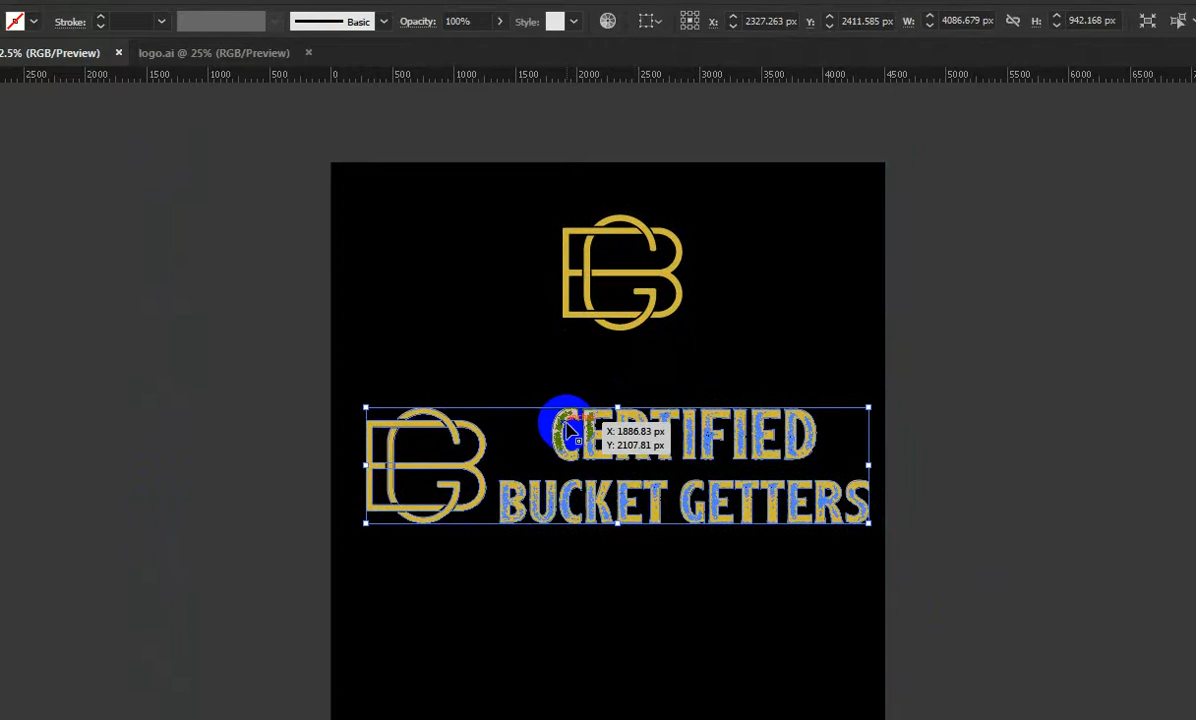 Stroke: Basic Opacity: 100% Style: X: 2327.263 px Y: 2411.585 px W: 4086.679 px H: 942.168 px
2.5% (RGB/Preview) × logo.ai @ 25% (RGB/Preview) ×
2500 2000 1500 1000 500 0 500 1000 1500 2000 2500 3000 3500 4000 4500 5000 5500 6000 6500
CERTIFIED
X: 1886.83 px
Y: 2107.81 px
BUCKET GETTERS